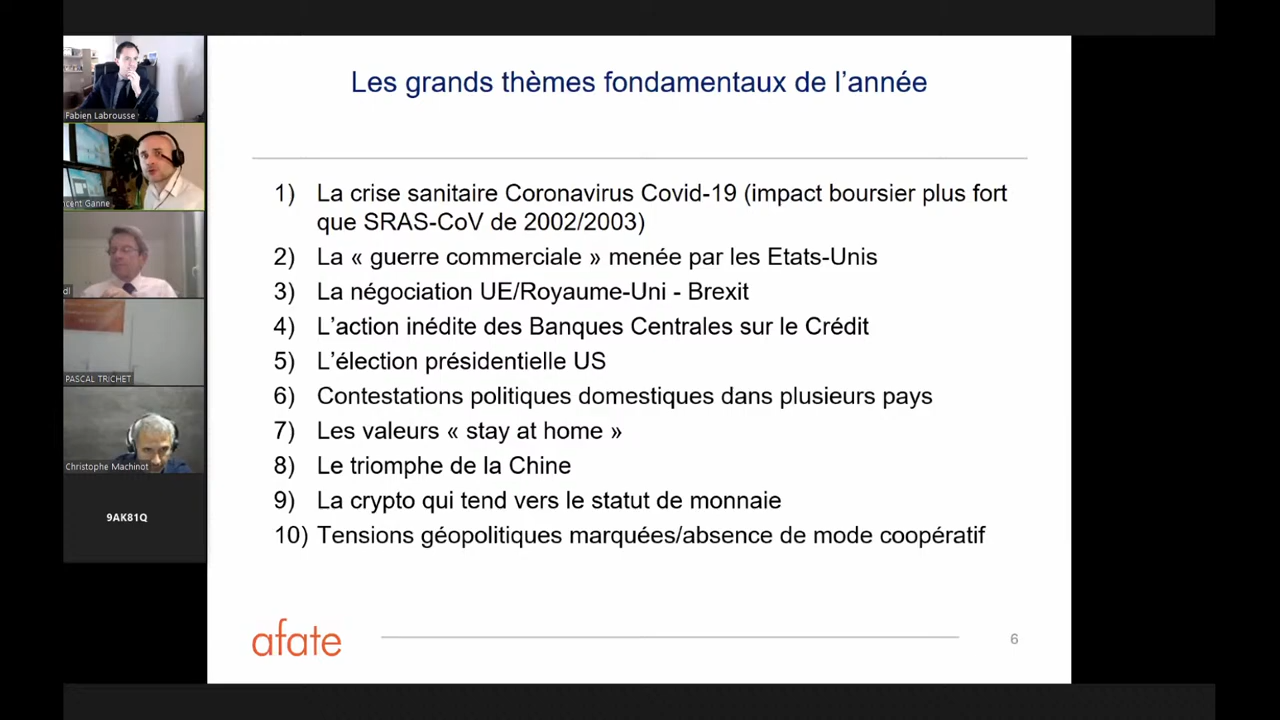 Les grands thèmes fondamentaux de l'année
Fabien Labrousse
ncent Ganne
dl
PASCAL TRICHET
Christophe Machinot
9AK81Q
1) La crise sanitaire Coronavirus Covid-19 (impact boursier plus fort
que SRAS-CoV de 2002/2003)
2) La « guerre commerciale » menée par les Etats-Unis
3) La négociation UE/Royaume-Uni - Brexit
4) L'action inédite des Banques Centrales sur le Crédit
5) L'élection présidentielle US
6) Contestations politiques domestiques dans plusieurs pays
7) Les valeurs « stay at home »
8) Le triomphe de la Chine
9) La crypto qui tend vers le statut de monnaie
10) Tensions géopolitiques marquées/absence de mode coopératif
afate
6